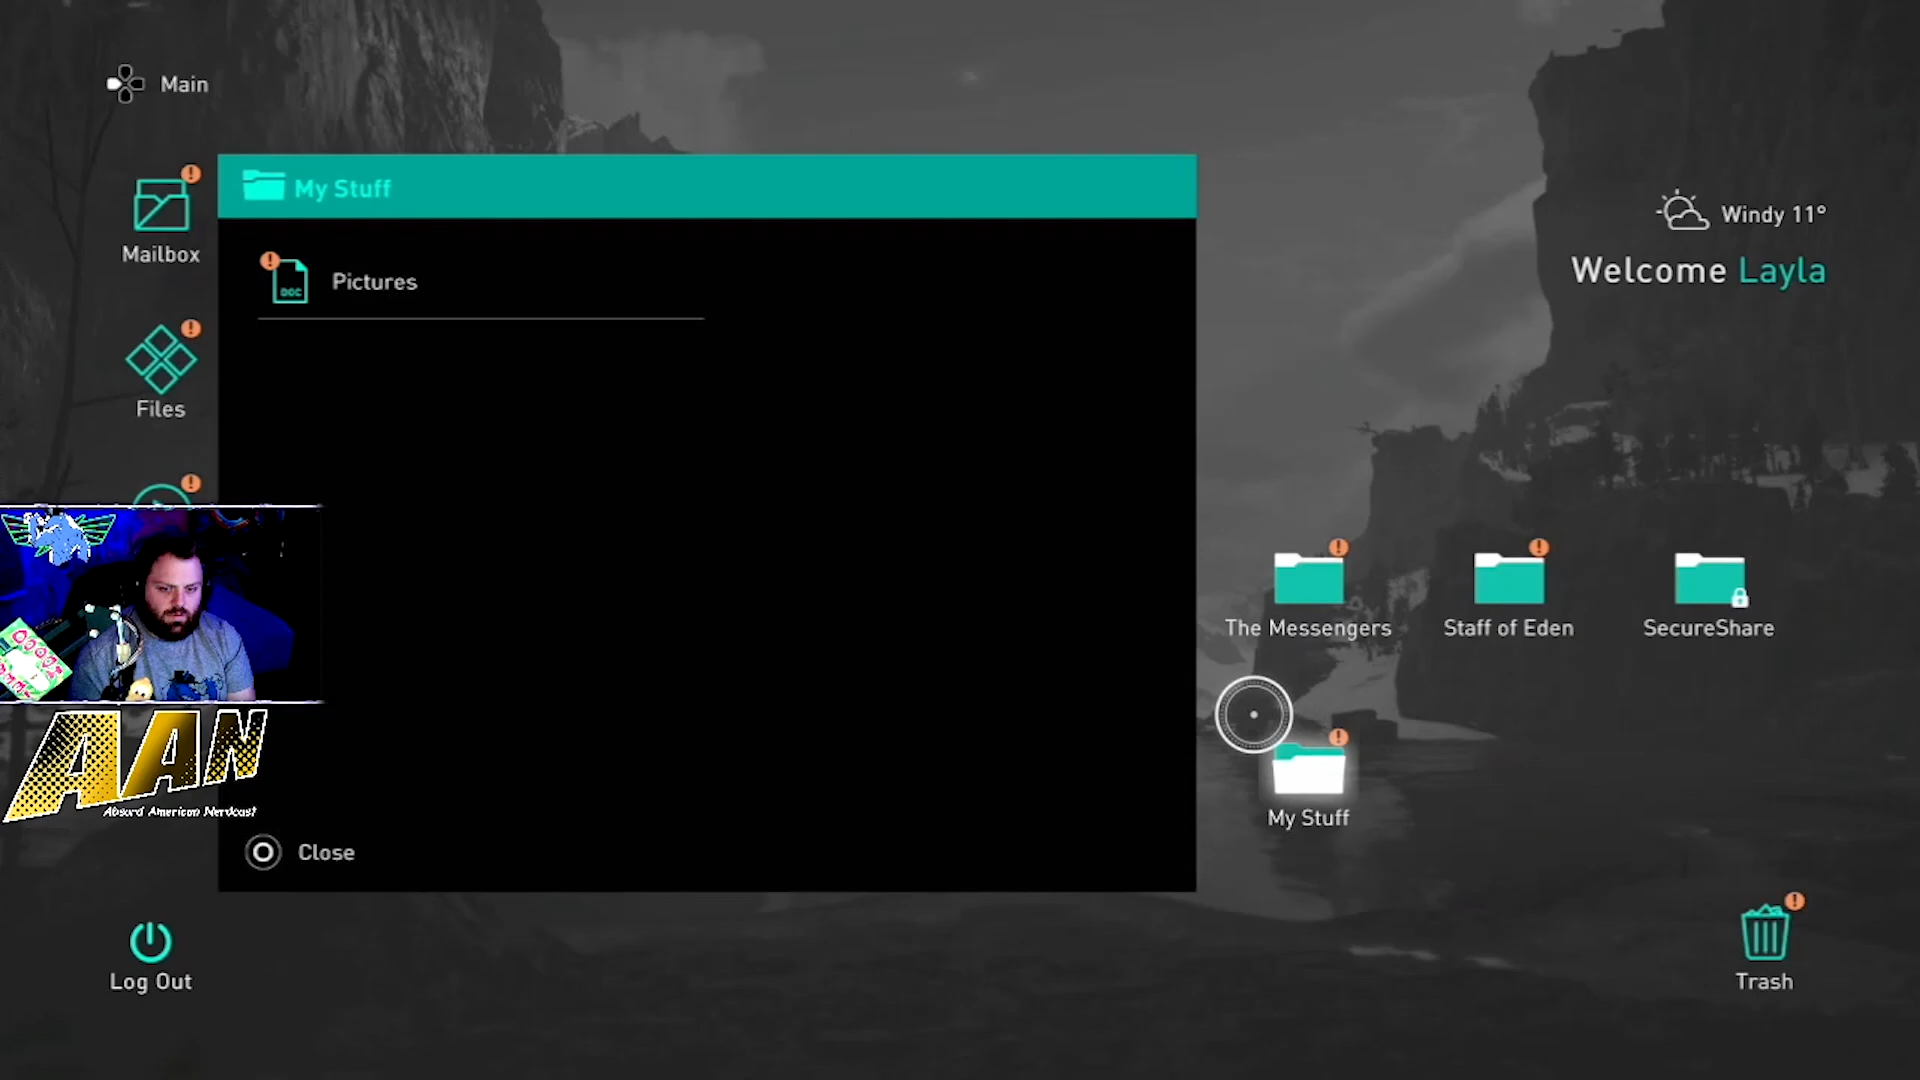 Main
Mailbox
Files
My Stuff
DOC
Pictures
Close
Windy 11°
Welcome Layla
The Messengers
Staff of Eden
SecureShare
My Stuff
AAN
Absurd American Nerdcast
Log Out
Trash